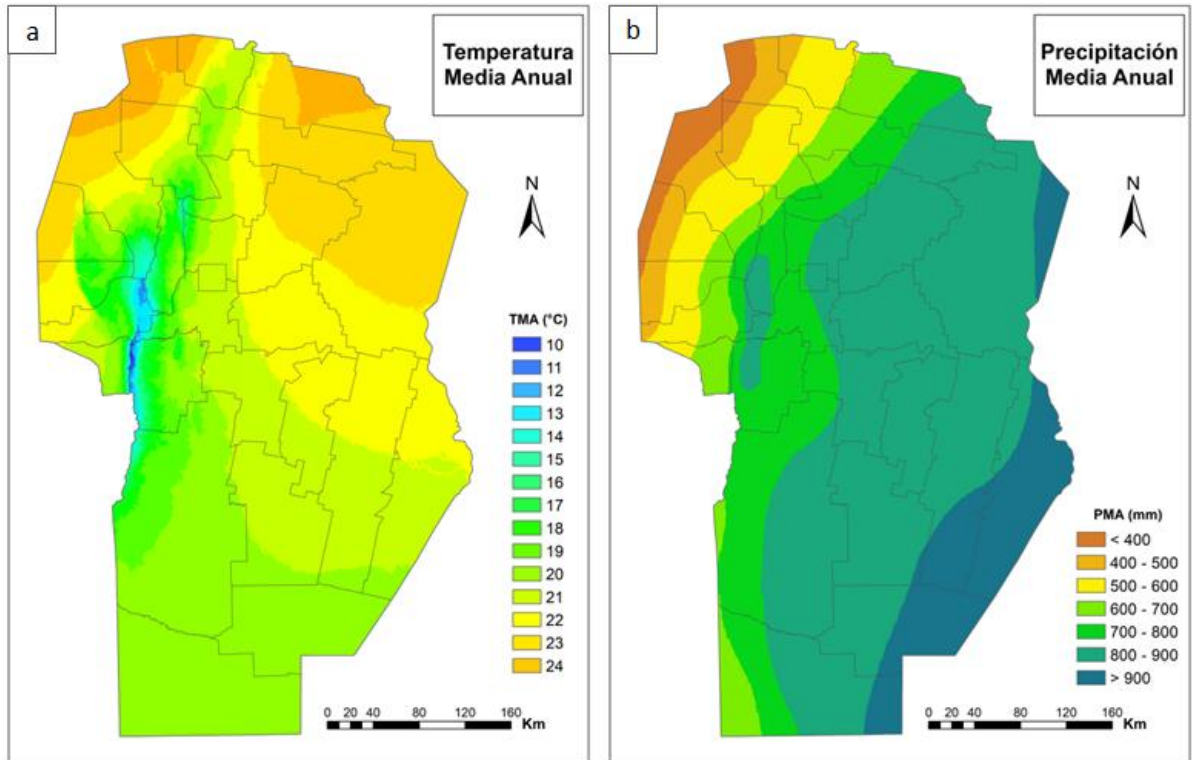 a
Temperatura
Media Anual
N
TMA (°C)
10
11
12
13
14
15
16
17
18
19
20
21
22
23
24
0 20 40 80 120 160
Km
b
Precipitación
Media Anual
N
PMA (mm)
< 400
400 - 500
500 - 600
600 - 700
700 - 800
800 - 900
> 900
0 20 40 80 120 160
Km